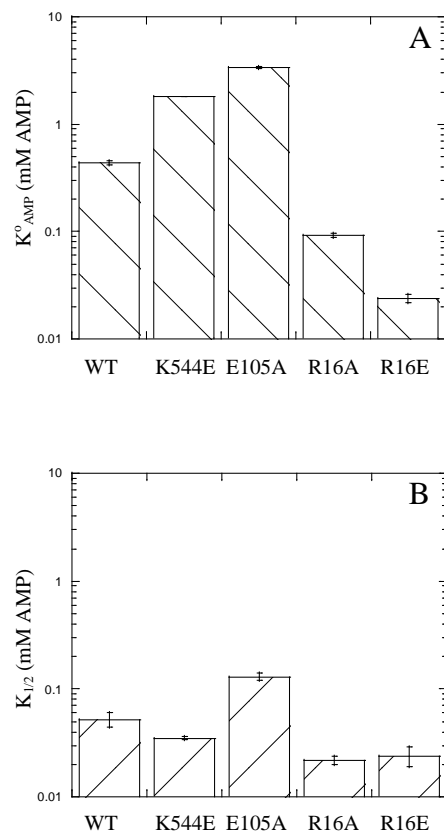 A
10
1
0.1
0.01
K°AMP (mM AMP)
WT K544E E105A R16A R16E
B
10
1
0.1
0.01
K1/2 (mM AMP)
WT K544E E105A R16A R16E